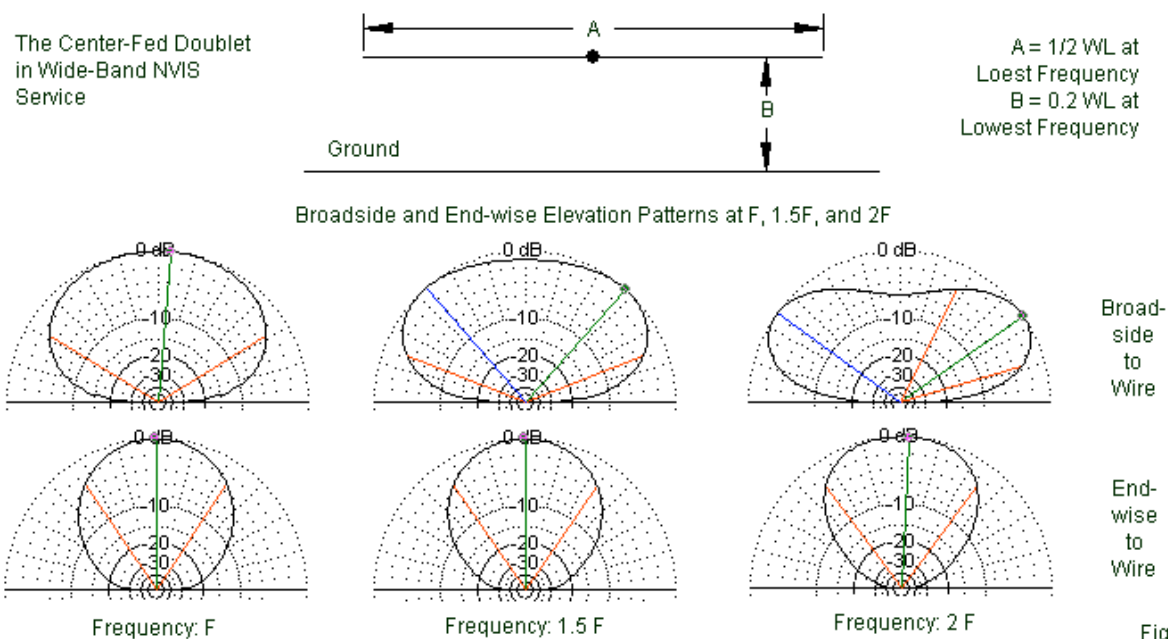 The Center-Fed Doublet
in Wide-Band NVIS
Service
A
B
Ground
A = 1/2 WL at
Loest Frequency
B = 0.2 WL at
Lowest Frequency
Broadside and End-wise Elevation Patterns at F, 1.5F, and 2F
0 dB
-10
-20
-30
0 dB
-10
-20
-30
0 dB
-10
-20
-30
Broad-
side
to
Wire
0 dB
-10
-20
-30
0 dB
-10
-20
-30
0 dB
-10
-20
-30
End-
wise
to
Wire
Frequency: F
Frequency: 1.5 F
Frequency: 2 F
Fig